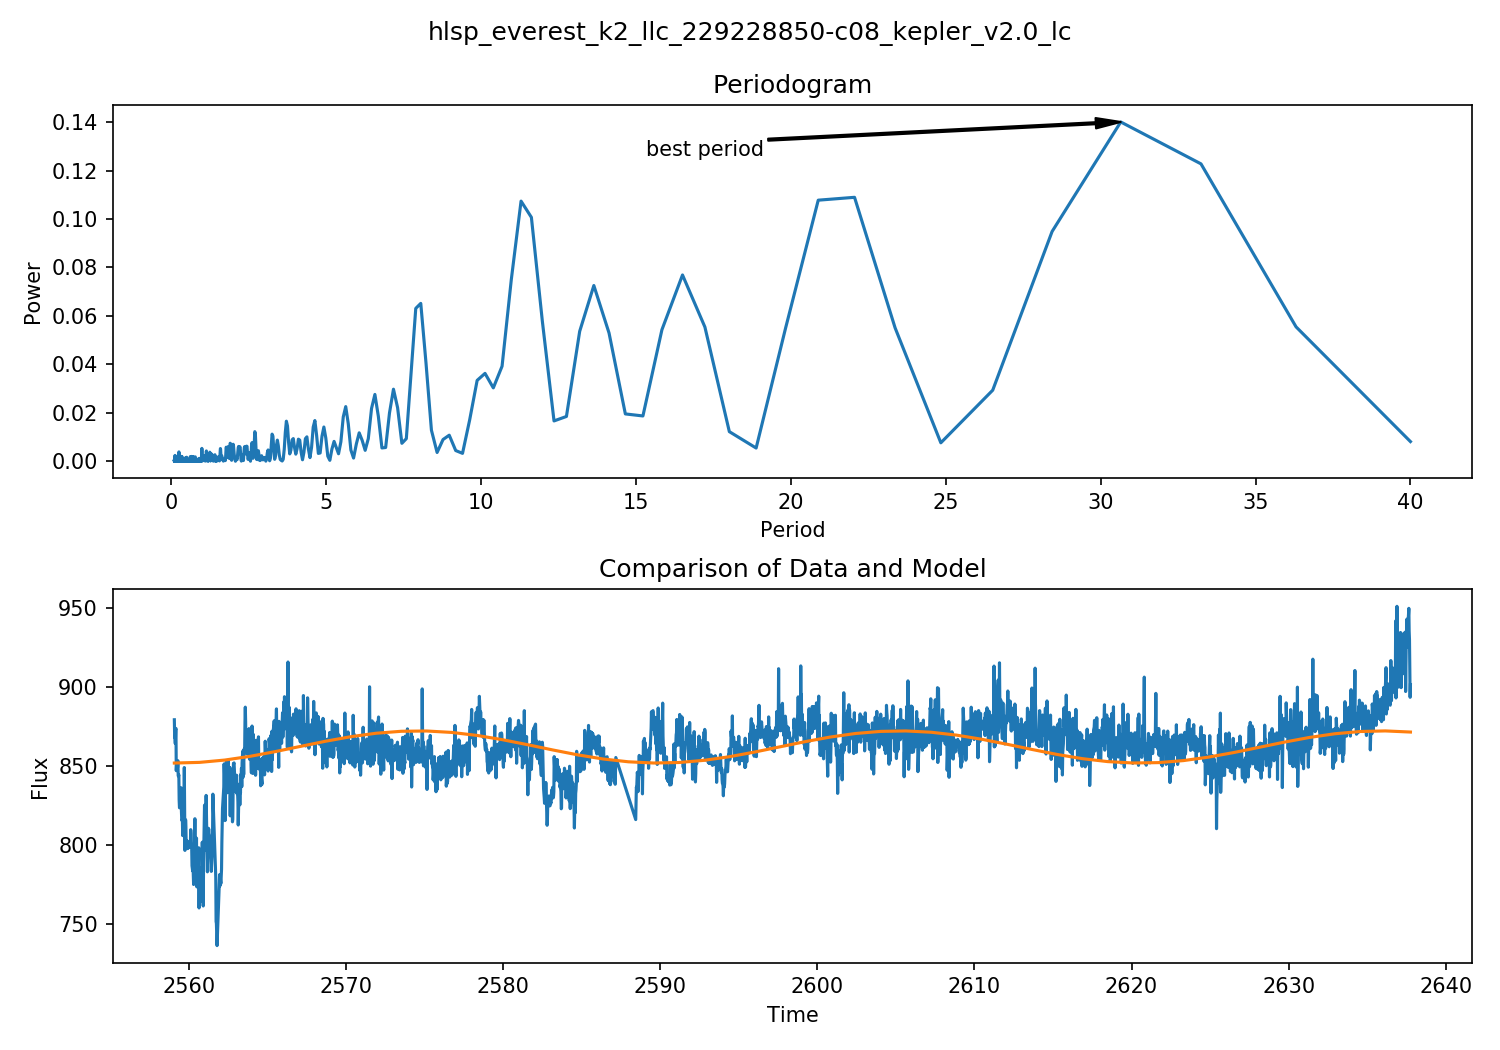 hlsp_everest_k2_llc_229228850-c08_kepler_v2.0_lc
Periodogram
0.14
0.12
0.10
0.08
0.06
0.04
0.02
0.00
Power
best period
0 5 10 15 20 25 30 35 40
Period
Comparison of Data and Model
950
900
850
800
750
Flux
2560 2570 2580 2590 2600 2610 2620 2630 2640
Time